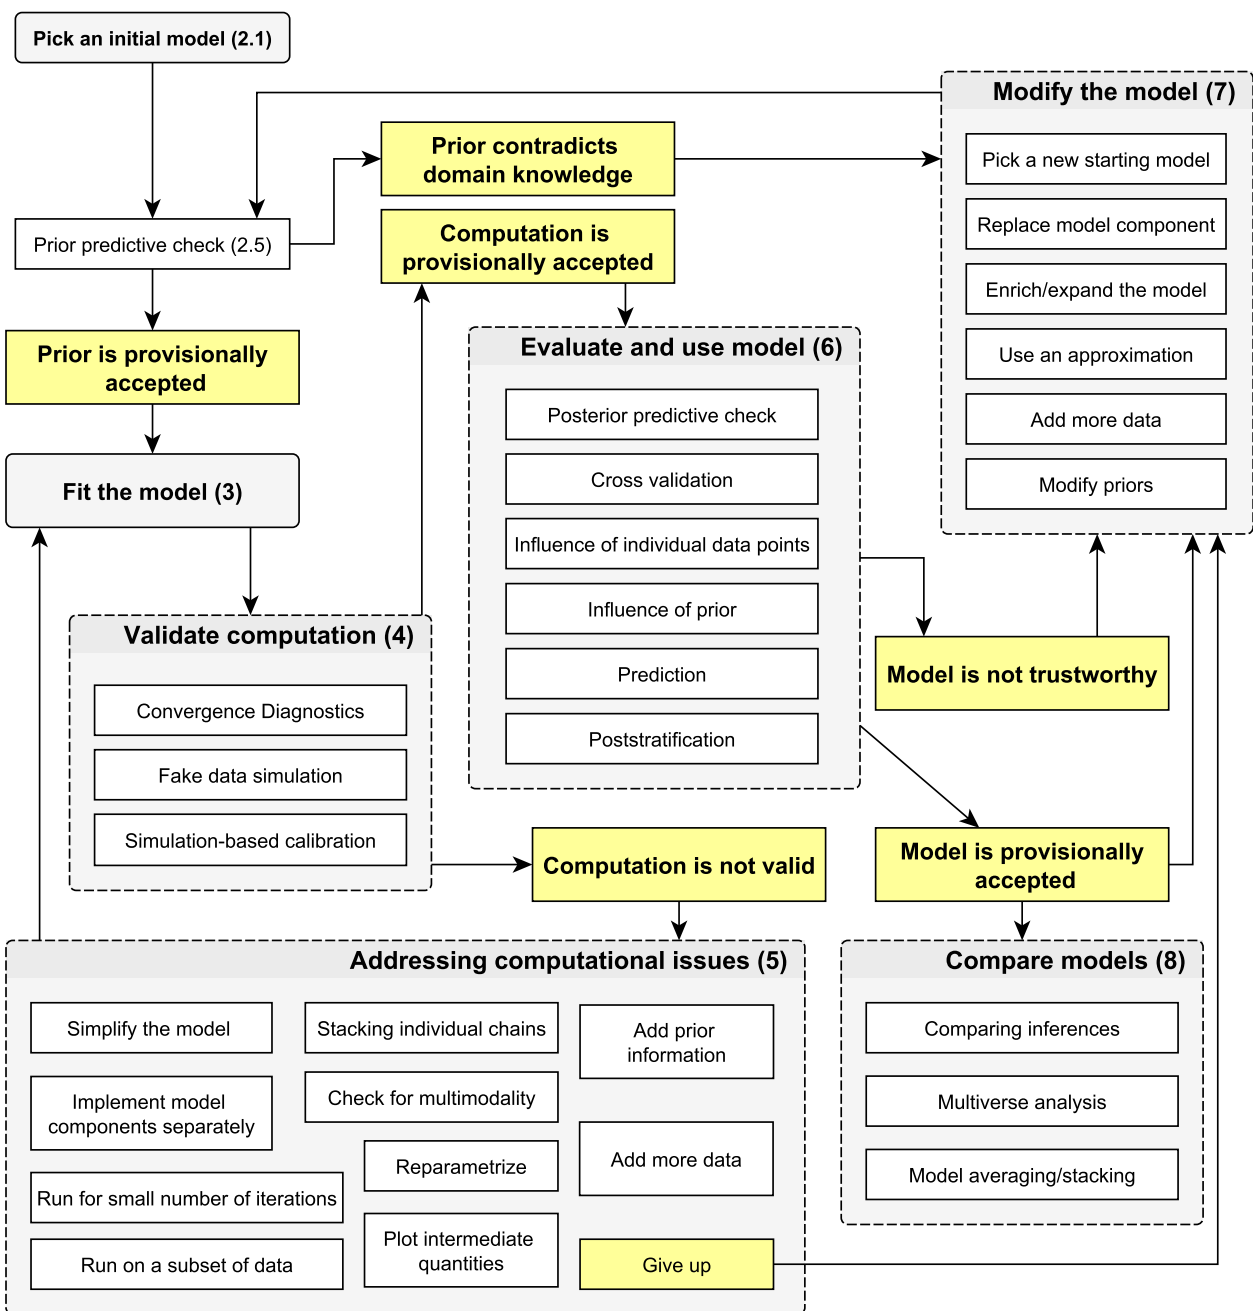 Pick an initial model (2.1)
Prior predictive check (2.5)
Prior is provisionally
accepted
Fit the model (3)
Prior contradicts
domain knowledge
Computation is
provisionally accepted
Modify the model (7)
Pick a new starting model
Replace model component
Enrich/expand the model
Use an approximation
Add more data
Modify priors
Evaluate and use model (6)
Posterior predictive check
Cross validation
Influence of individual data points
Influence of prior
Prediction
Poststratification
Validate computation (4)
Convergence Diagnostics
Fake data simulation
Simulation-based calibration
Model is not trustworthy
Computation is not valid
Model is provisionally
accepted
Addressing computational issues (5)
Simplify the model
Implement model
components separately
Run for small number of iterations
Run on a subset of data
Stacking individual chains
Check for multimodality
Reparametrize
Plot intermediate
quantities
Add prior
information
Add more data
Give up
Compare models (8)
Comparing inferences
Multiverse analysis
Model averaging/stacking